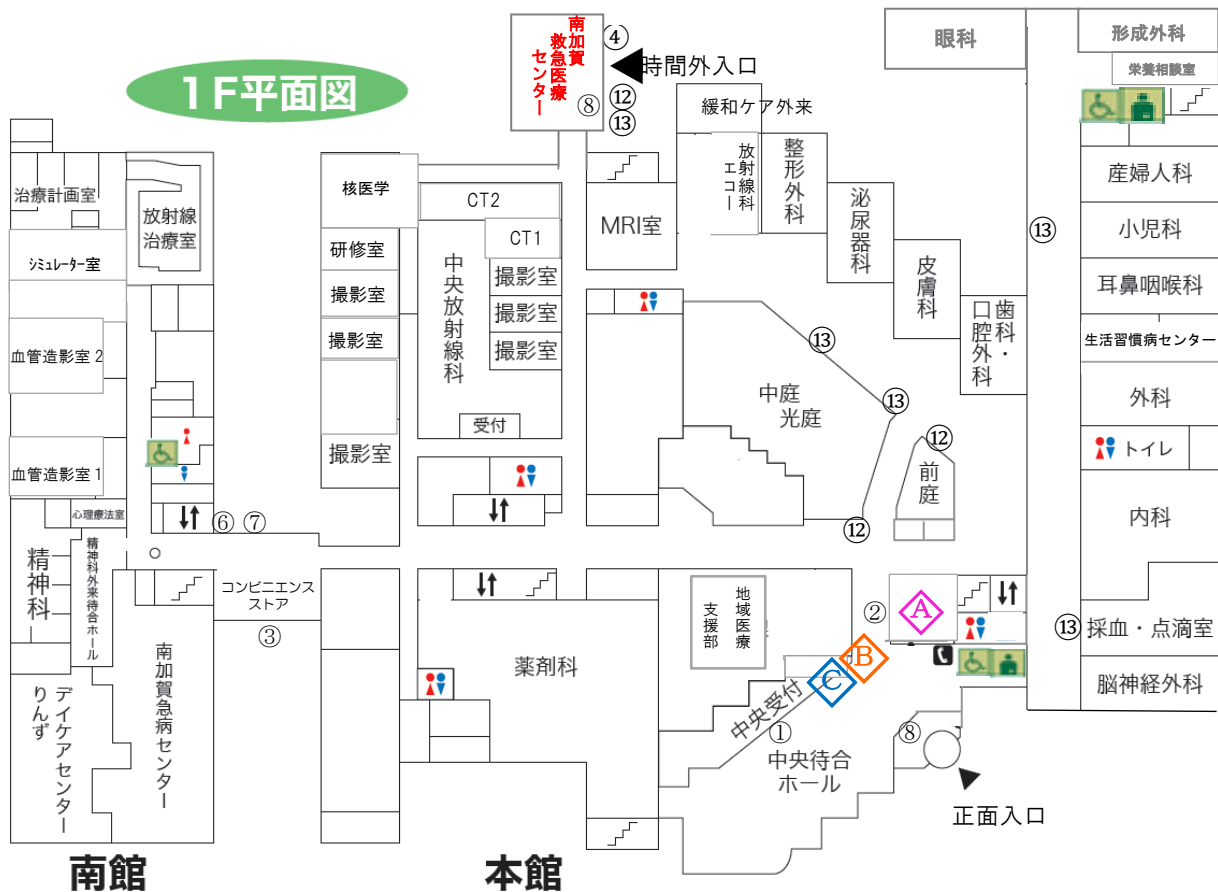 1F平面図
南加賀
救急医療
センター
④
時間外入口
⑧
⑫
⑬
眼科
形成外科
栄養相談室
緩和ケア外来
放射線科
エコー
整形外科
泌尿器科
皮膚科
歯科・
口腔外科
産婦人科
⑬
小児科
耳鼻咽喉科
生活習慣病センター
外科
トイレ
内科
⑬
採血・点滴室
脳神経外科
治療計画室
放射線
治療室
シミュレーター室
血管造影室2
血管造影室1
心理療法室
精神科
精神科外来待合ホール
デイケアセンター
りんず
南加賀急病センター
⑥
⑦
コンビニエンス
ストア
③
核医学
研修室
撮影室
撮影室
撮影室
CT2
CT1
中央放射線科
撮影室
撮影室
撮影室
受付
MRI室
中庭
光庭
⑬
⑬
⑫
⑫
前庭
薬剤科
地域医療
支援部
②
A
B
C
中央受付
①
中央待合
ホール
⑧
正面入口
南館
本館